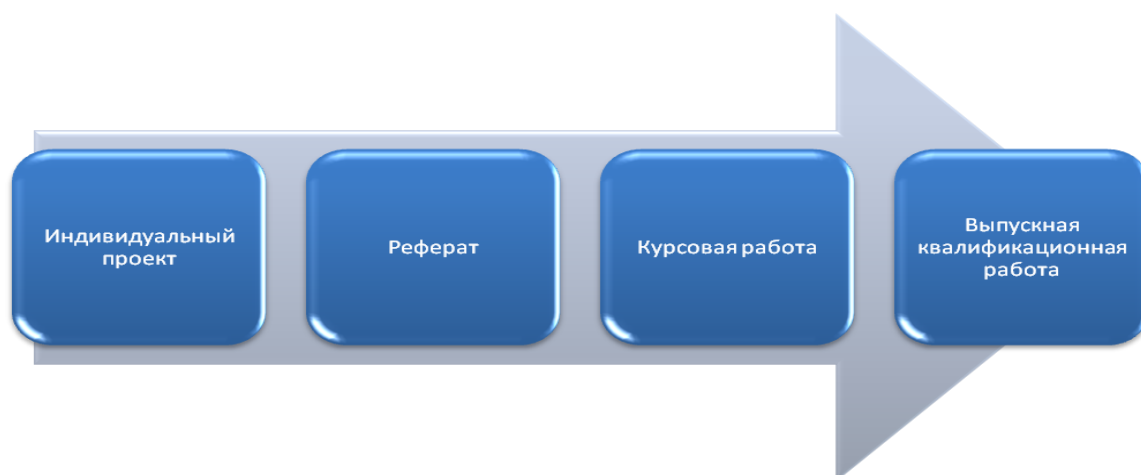 Индивидуальный
проект
Реферат
Курсовая работа
Выпускная
квалификационная
работа